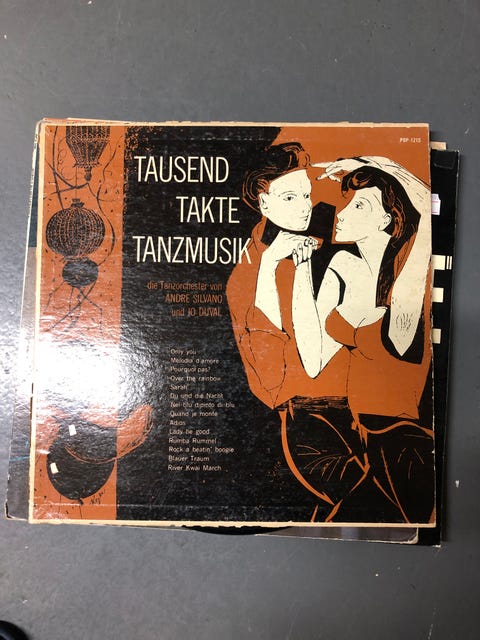 POP-1215
TAUSEND
TAKTE
TANZMUSIK
die Tanzorchester von
ANDRE SILVANO
und JO DUVAL
Only you
Melodia d'amore
Pourquoi pas?
Over the rainbow
Sarah
Du und die Nacht
Nel blu dipinto di blu
Quand je monte
Adios
Lady be good
Rumba Rummel
Rock a beatin' boogie
Blauer Traum
River Kwai March